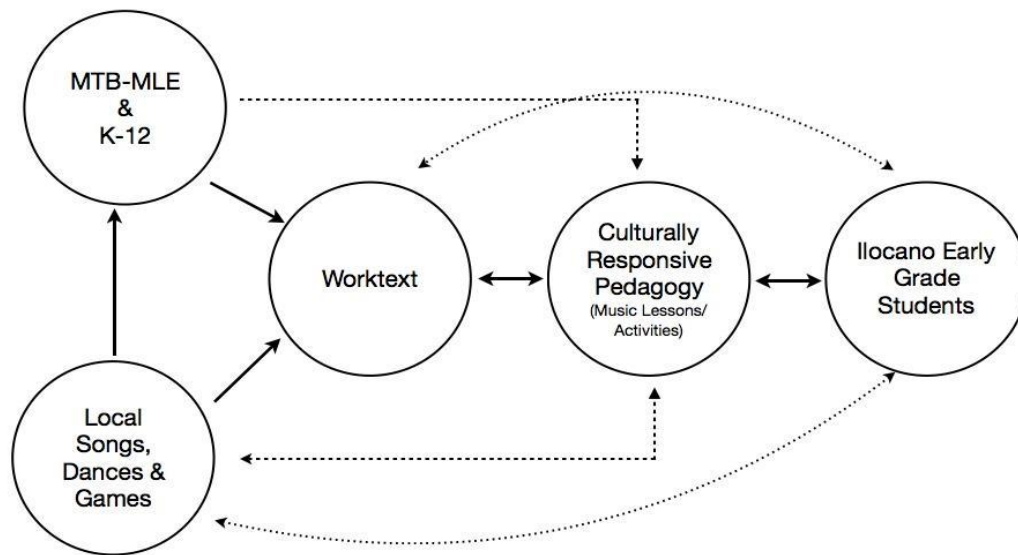 MTB-MLE
&
K-12
Worktext
Culturally
Responsive
Pedagogy
(Music Lessons/
Activities)
Ilocano Early
Grade
Students
Local
Songs,
Dances &
Games